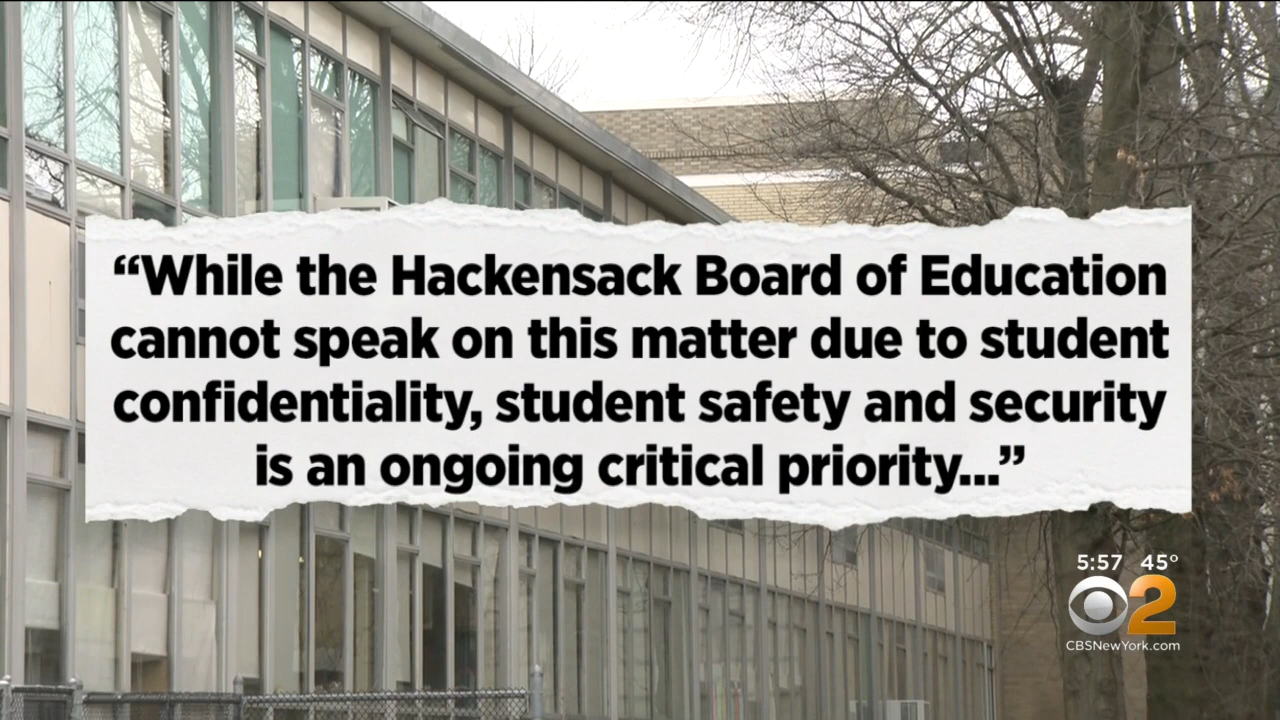 “While the Hackensack Board of Education
cannot speak on this matter due to student
confidentiality, student safety and security
is an ongoing critical priority...”
5:57 45°
2
CBSNewYork.com